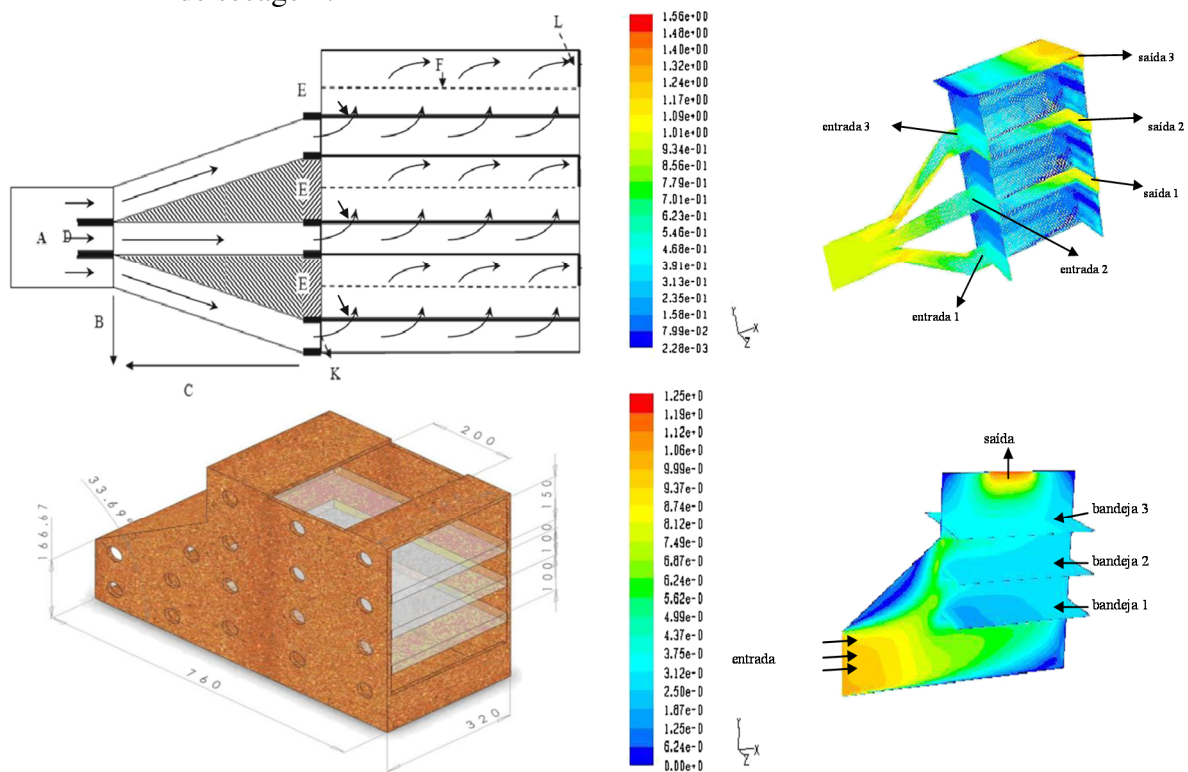 de secagem.
L
F
E
A
D
E
E
B
K
C
1.56e+00
1.48e+00
1.40e+00
1.32e+00
1.24e+00
1.17e+00
1.09e+00
1.01e+00
9.34e-01
8.56e-01
7.79e-01
7.01e-01
6.23e-01
5.46e-01
4.68e-01
3.91e-01
3.13e-01
2.35e-01
1.58e-01
7.99e-02
2.28e-03
Y
X
Z
saída 3
entrada 3
saída 2
saída 1
entrada 2
entrada 1
200
33.69°
166.67
150
100
100
760
320
1.25e+0
1.19e+0
1.12e+0
1.06e+0
9.99e-0
9.37e-0
8.74e-0
8.12e-0
7.49e-0
6.87e-0
6.24e-0
5.62e-0
4.99e-0
4.37e-0
3.75e-0
3.12e-0
2.50e-0
1.87e-0
1.25e-0
6.24e-0
0.00e+0
Y
X
Z
saída
bandeja 3
bandeja 2
bandeja 1
entrada